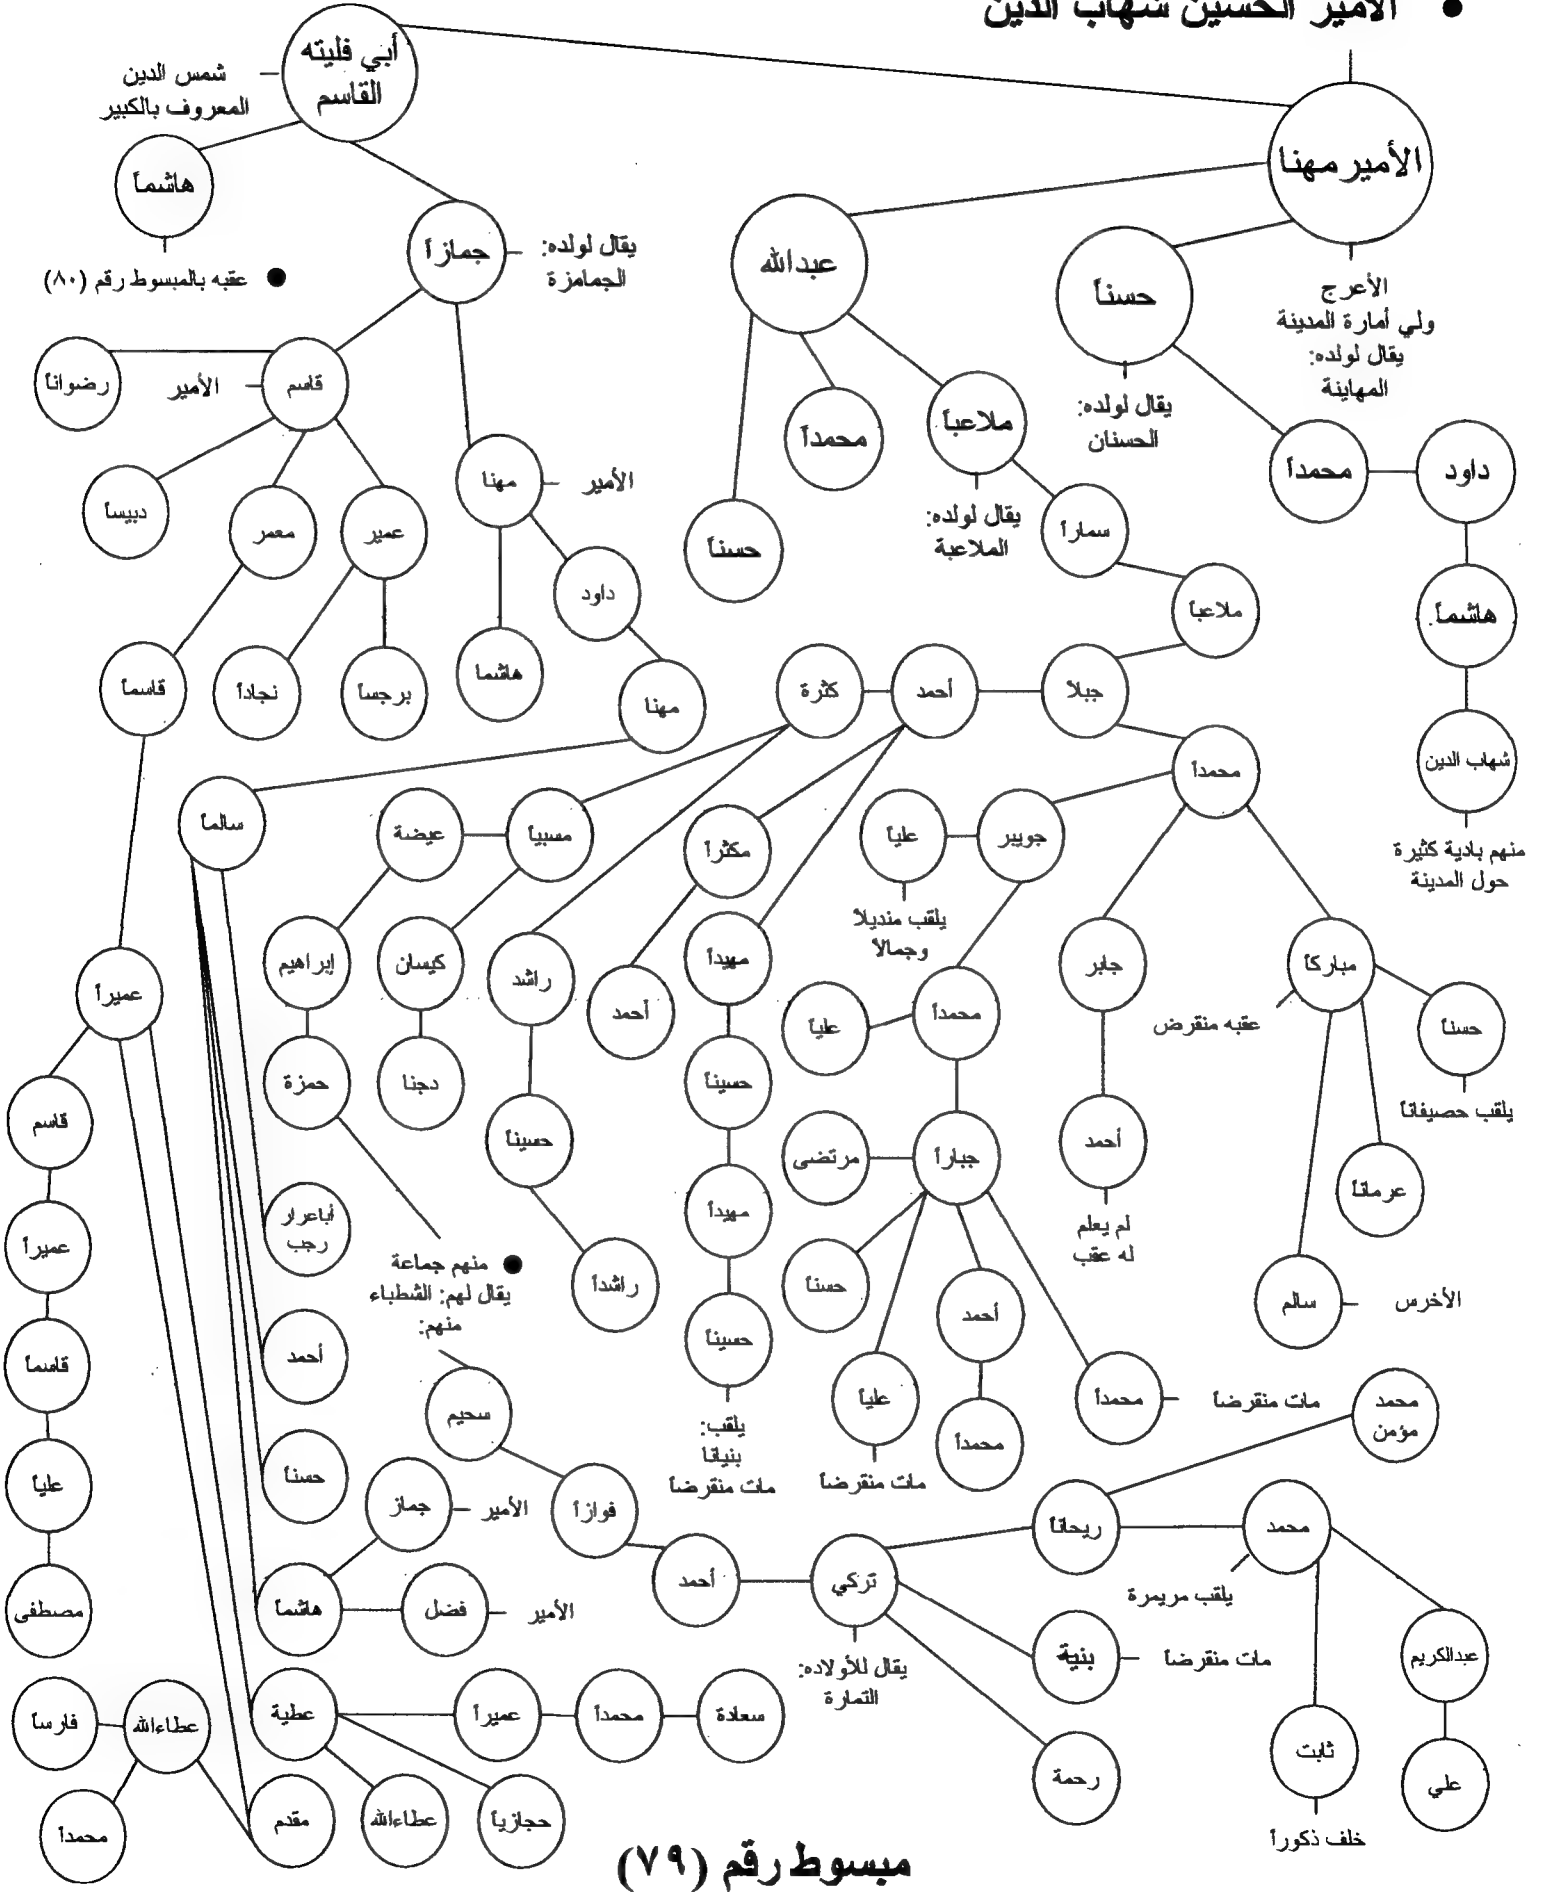 الأمير الحسين شهاب الدين
أبي فليته
القاسم
شمس الدين
المعروف بالكبير
الأمير مهنا
الأعرج
ولي أمارة المدينة
يقال لولده:
المهاينة
هاشماً
عقبه بالمبسوط رقم (٨٠)
جمازاً
يقال لولده:
الجمامزة
عبدالله
حسناً
يقال لولده:
الحسنان
محمداً
داود
هاشماً
شهاب الدين
منهم بادية كثيرة
حول المدينة
رضواناً
الأمير
قاسم
دبيساً
معمر
عمير
مهنا
الأمير
محمداً
حسناً
ملاعباً
يقال لولده:
الملاعبة
سماراً
ملاعباً
قاسماً
نجاداً
برجساً
هاشما
داود
مهنا
كثرة
أحمد
جبلاً
محمداً
سالماً
عيضة
مسبياً
مكثراً
علياً
يلقب منديلاً
وجمالاً
جويبر
إبراهيم
كيسان
راشد
أحمد
مهيداً
علياً
محمداً
جابر
مباركاً
عقبه منقرض
حسناً
يلقب حصيفاناً
عميراً
حمزة
دجنا
حسيناً
حسيناً
مرتضى
جباراً
أحمد
لم يعلم
له عقب
عرماناً
سالم
الأخرس
قاسم
عميراً
قاسماً
علياً
مصطفى
أباعرار
رجب
منهم جماعة
يقال لهم: الشطباء
منهم:
راشداً
مهيداً
حسيناً
يلقب:
بنياناً
مات منقرضاً
حسناً
علياً
مات منقرضاً
أحمد
محمداً
محمداً
مات منقرضاً
محمد
مؤمن
أحمد
حسناً
سحيم
جماز
الأمير
فوازاً
هاشماً
فضل
الأمير
أحمد
تركي
يقال للأولاده:
التمارة
ريحاناً
محمد
يلقب مريمرة
بنية
مات منقرضاً
رحمة
عبدالكريم
علي
ثابت
خلف ذكوراً
فارساً
عطاءالله
محمداً
عطية
عميراً
محمداً
سعادة
مقدم
عطاءالله
حجازياً
مبسوط رقم (٧٩)